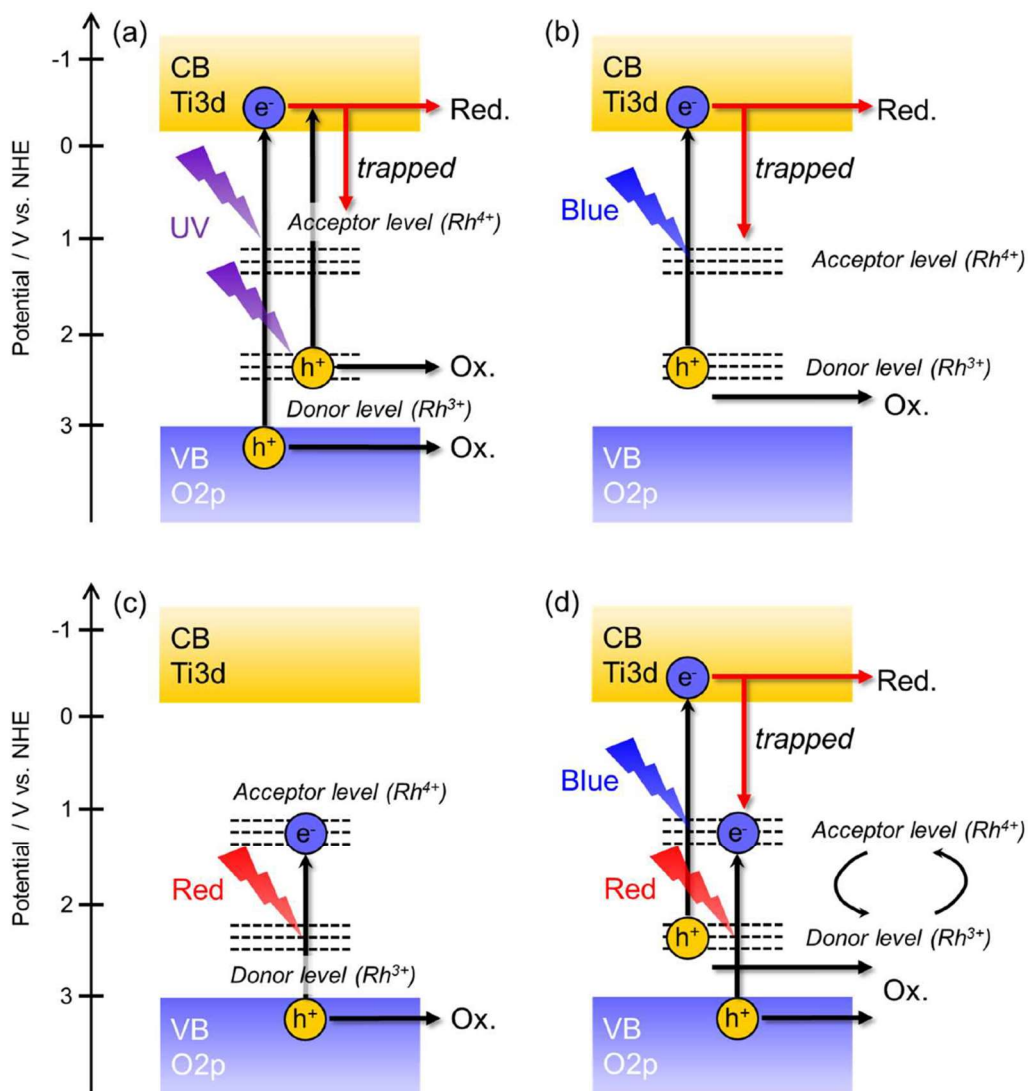 (a)
CB
Ti3d
e-
Red.
trapped
UV
Acceptor level (Rh4+)
h+
Ox.
Donor level (Rh3+)
h+
Ox.
VB
O2p
Potential / V vs. NHE
-1
0
1
2
3
(b)
CB
Ti3d
e-
Red.
trapped
Blue
Acceptor level (Rh4+)
h+
Donor level (Rh3+)
Ox.
VB
O2p
(c)
CB
Ti3d
Acceptor level (Rh4+)
e-
Red
Donor level (Rh3+)
h+
Ox.
VB
O2p
Potential / V vs. NHE
-1
0
1
2
3
(d)
CB
Ti3d
e-
Red.
trapped
Blue
e-
Acceptor level (Rh4+)
Red
h+
Donor level (Rh3+)
Ox.
h+
VB
O2p